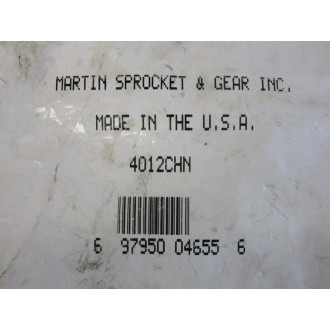 MARTIN SPROCKET & GEAR INC.
MADE IN THE U.S.A.
4012CHN
6 97950 04655 6